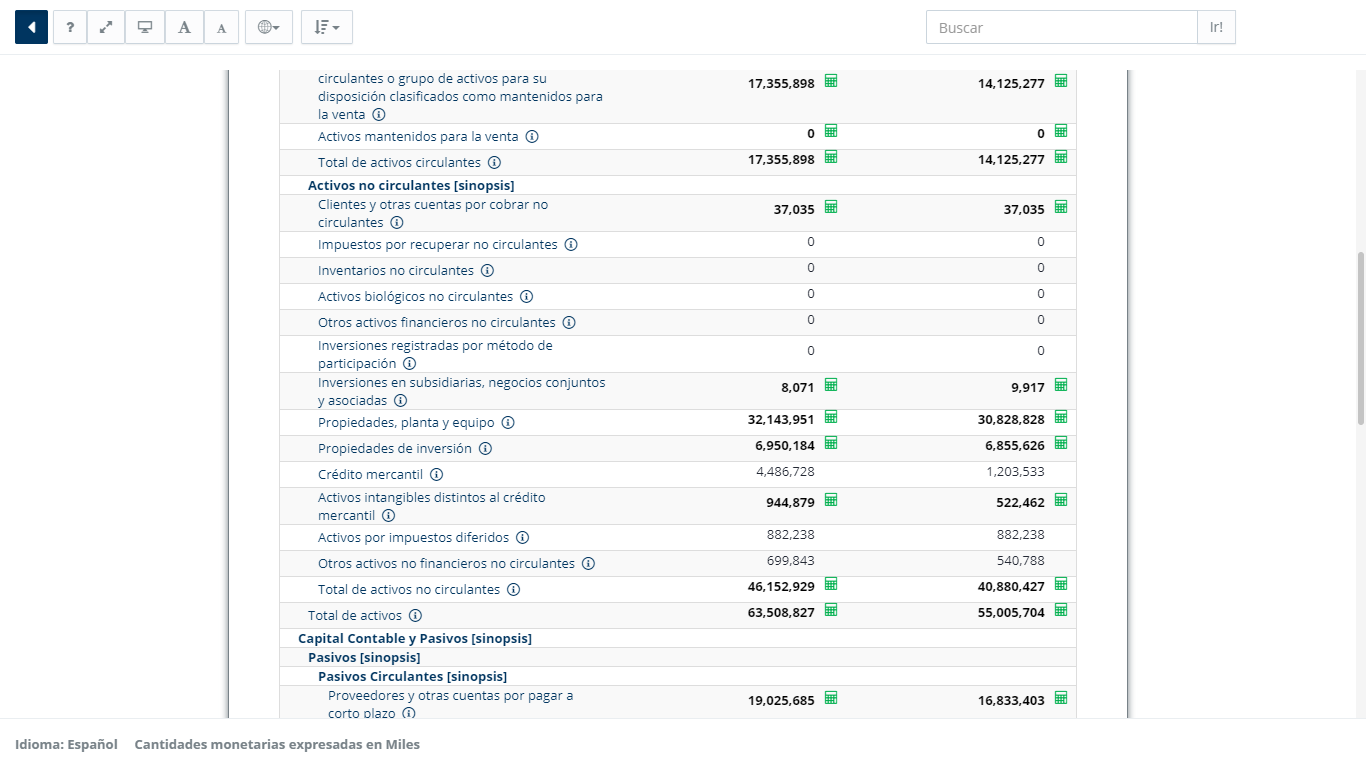 ? A A Buscar Ir!
circulantes o grupo de activos para su
disposición clasificados como mantenidos para
la venta 17,355,898 14,125,277
Activos mantenidos para la venta 0 0
Total de activos circulantes 17,355,898 14,125,277
Activos no circulantes [sinopsis]
Clientes y otras cuentas por cobrar no
circulantes 37,035 37,035
Impuestos por recuperar no circulantes 0 0
Inventarios no circulantes 0 0
Activos biológicos no circulantes 0 0
Otros activos financieros no circulantes 0 0
Inversiones registradas por método de
participación 0 0
Inversiones en subsidiarias, negocios conjuntos
y asociadas 8,071 9,917
Propiedades, planta y equipo 32,143,951 30,828,828
Propiedades de inversión 6,950,184 6,855,626
Crédito mercantil 4,486,728 1,203,533
Activos intangibles distintos al crédito
mercantil 944,879 522,462
Activos por impuestos diferidos 882,238 882,238
Otros activos no financieros no circulantes 699,843 540,788
Total de activos no circulantes 46,152,929 40,880,427
Total de activos 63,508,827 55,005,704
Capital Contable y Pasivos [sinopsis]
Pasivos [sinopsis]
Pasivos Circulantes [sinopsis]
Proveedores y otras cuentas por pagar a
corto plazo 19,025,685 16,833,403
Idioma: Español Cantidades monetarias expresadas en Miles